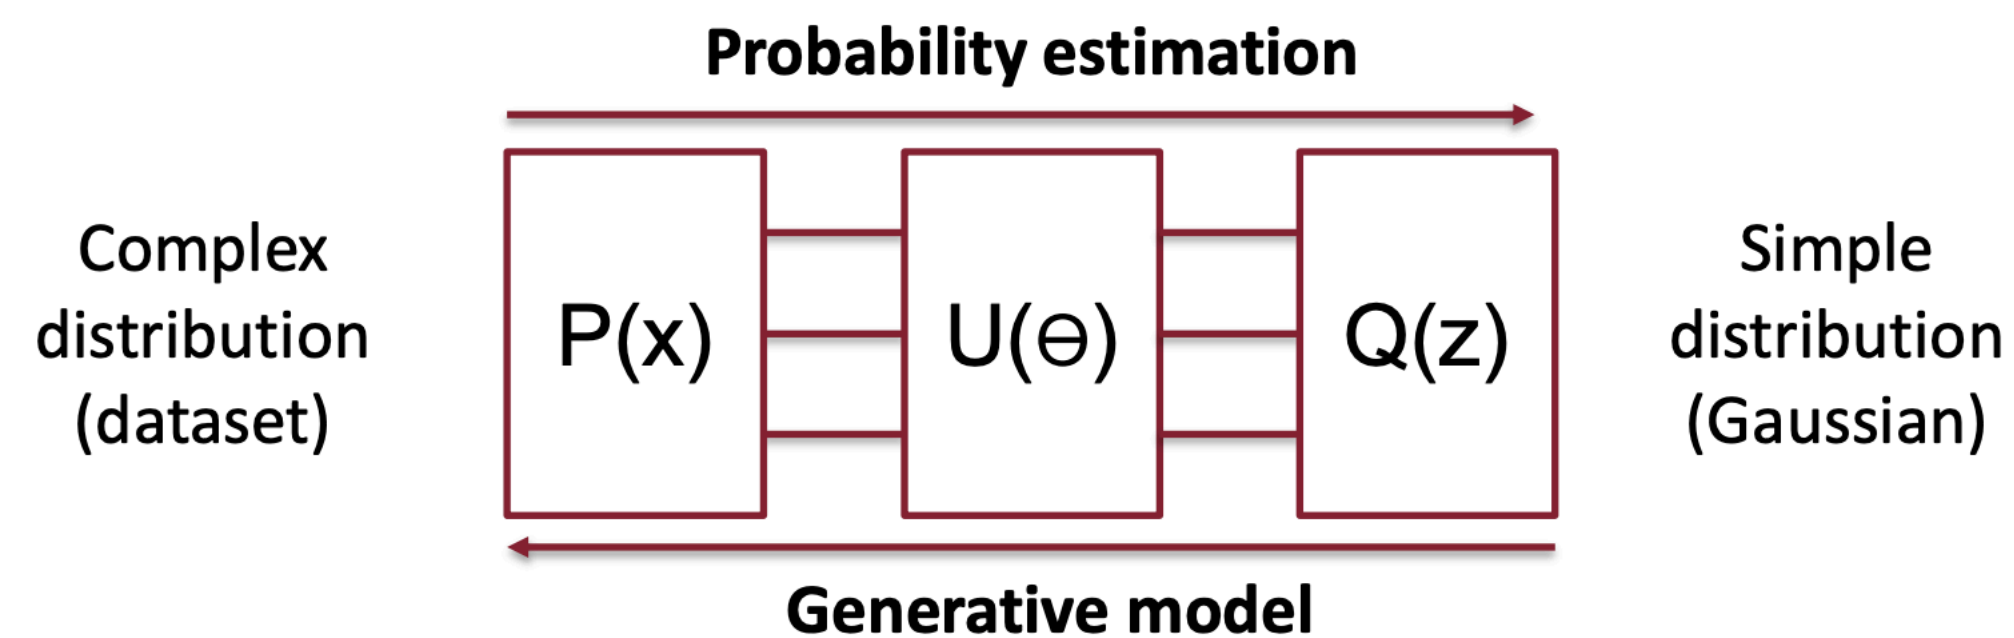 Probability estimation
Complex
distribution
(dataset)
P(x)
U(ө)
Q(z)
Simple
distribution
(Gaussian)
Generative model